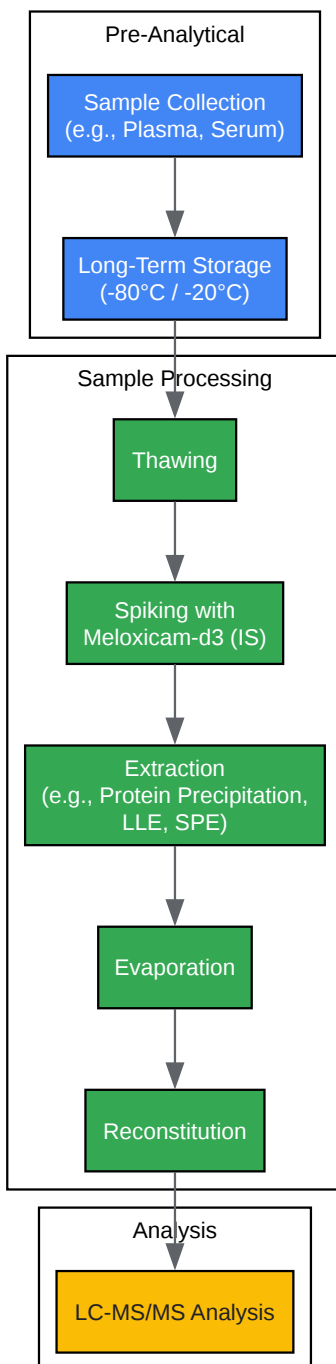 Pre-Analytical
Sample Collection
(e.g., Plasma, Serum)
Long-Term Storage
(-80°C / -20°C)
Sample Processing
Thawing
Spiking with
Meloxicam-d3 (IS)
Extraction
(e.g., Protein Precipitation,
LLE, SPE)
Evaporation
Reconstitution
Analysis
LC-MS/MS Analysis